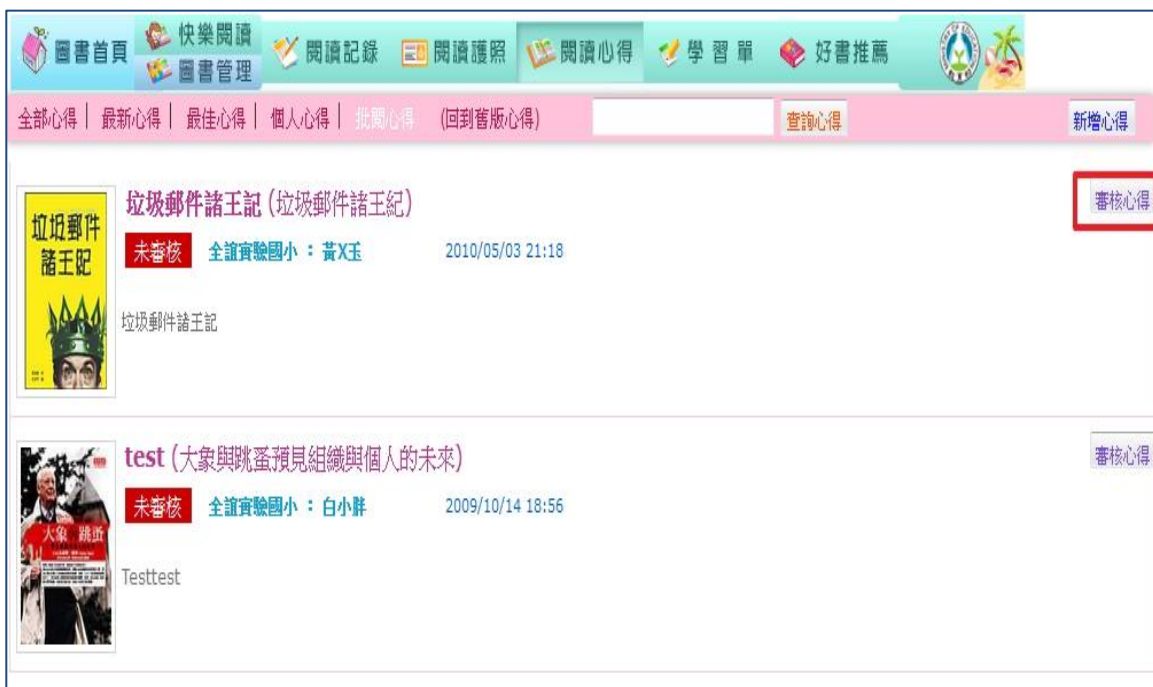 圖書首頁
快樂閱讀
圖書管理
閱讀記錄
閱讀護照
閱讀心得
學習單
好書推薦
全部心得 | 最新心得 | 最佳心得 | 個人心得 | 批閱心得 (回到舊版心得) 查詢心得 新增心得
垃圾郵件
諸王記
垃圾郵件諸王記 (垃圾郵件諸王紀)
審核心得
未審核 全誼實驗國小 : 黃X玉 2010/05/03 21:18
垃圾郵件諸王記
大象 跳蚤
test (大象與跳蚤預見組織與個人的未來)
審核心得
未審核 全誼實驗國小 : 白小胖 2009/10/14 18:56
Testtest